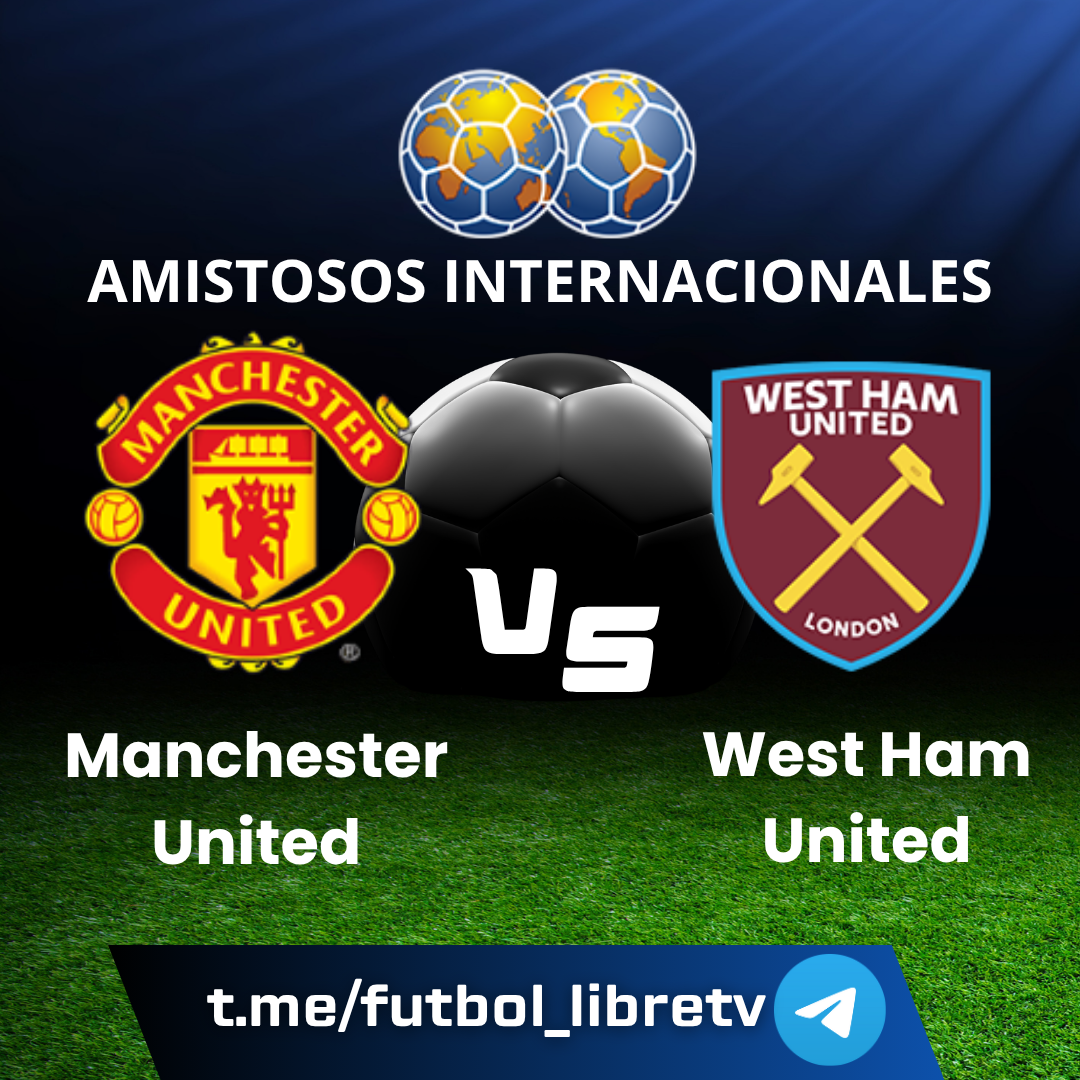 AMISTOSOS INTERNACIONALES
MANCHESTER
UNITED
®
WEST HAM
UNITED
LONDON
VS
Manchester
United
West Ham
United
t.me/futbol_libretv